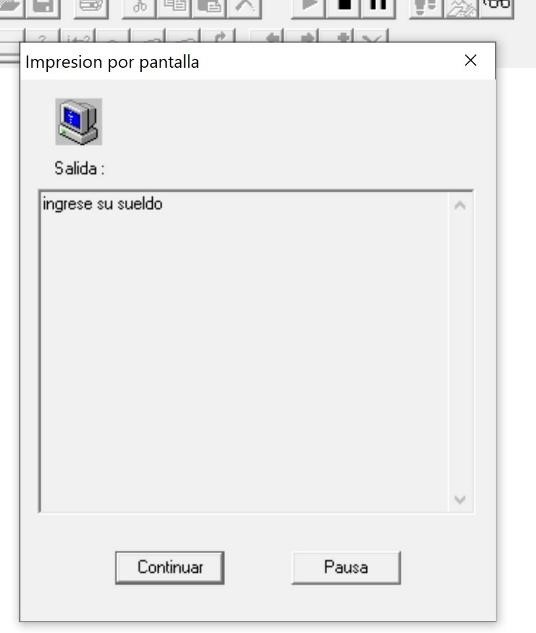 Impresion por pantalla
Salida :
ingrese su sueldo
Continuar
Pausa